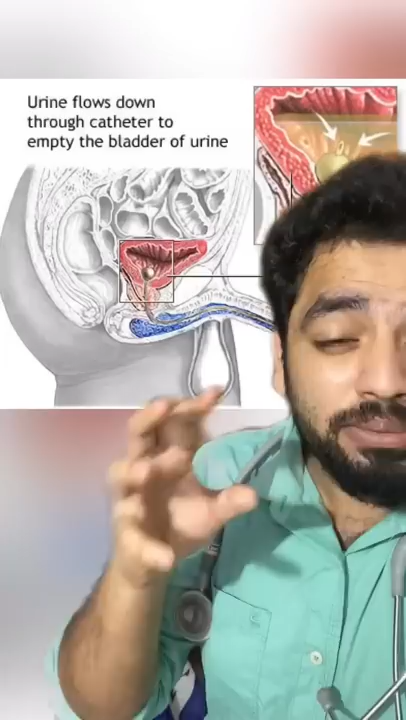 Urine flows down
through catheter to
empty the bladder of urine